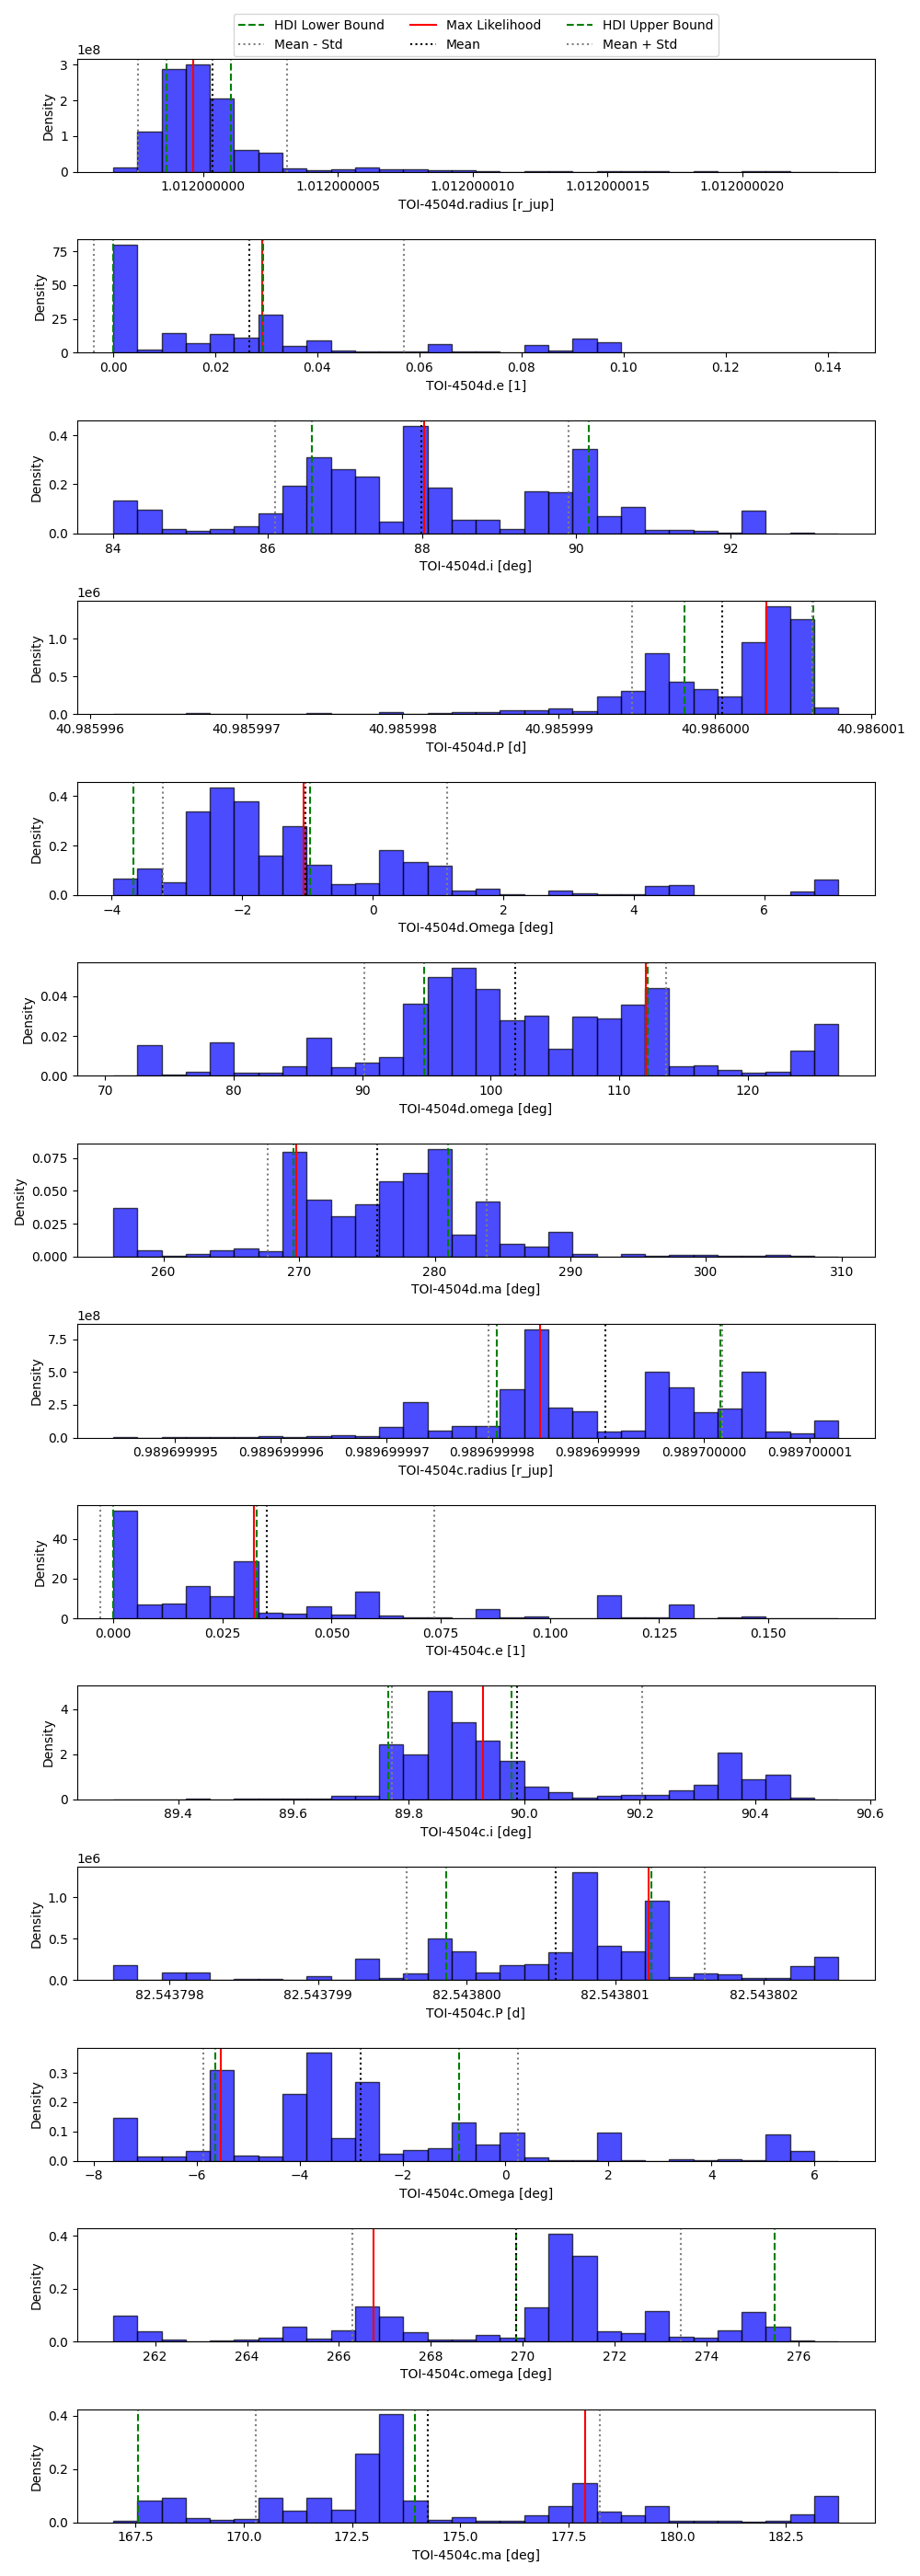 HDI Lower Bound Max Likelihood HDI Upper Bound
Mean - Std Mean Mean + Std
1e8
3
2
1
0
Density
1.012000000 1.012000005 1.012000010 1.012000015 1.012000020
TOI-4504d.radius [r_jup]
75
50
25
0
Density
0.00 0.02 0.04 0.06 0.08 0.10 0.12 0.14
TOI-4504d.e [1]
0.4
0.2
0.0
Density
84 86 88 90 92
TOI-4504d.i [deg]
1e6
1.0
0.5
0.0
Density
40.985996 40.985997 40.985998 40.985999 40.986000 40.986001
TOI-4504d.P [d]
0.4
0.2
0.0
Density
−4 −2 0 2 4 6
TOI-4504d.Omega [deg]
0.04
0.02
0.00
Density
70 80 90 100 110 120
TOI-4504d.omega [deg]
0.075
0.050
0.025
0.000
Density
260 270 280 290 300 310
TOI-4504d.ma [deg]
1e8
7.5
5.0
2.5
0.0
Density
0.989699995 0.989699996 0.989699997 0.989699998 0.989699999 0.989700000 0.989700001
TOI-4504c.radius [r_jup]
40
20
0
Density
0.000 0.025 0.050 0.075 0.100 0.125 0.150
TOI-4504c.e [1]
4
2
0
Density
89.4 89.6 89.8 90.0 90.2 90.4 90.6
TOI-4504c.i [deg]
1e6
1.0
0.5
0.0
Density
82.543798 82.543799 82.543800 82.543801 82.543802
TOI-4504c.P [d]
0.3
0.2
0.1
0.0
Density
−8 −6 −4 −2 0 2 4 6
TOI-4504c.Omega [deg]
0.4
0.2
0.0
Density
262 264 266 268 270 272 274 276
TOI-4504c.omega [deg]
0.4
0.2
0.0
Density
167.5 170.0 172.5 175.0 177.5 180.0 182.5
TOI-4504c.ma [deg]